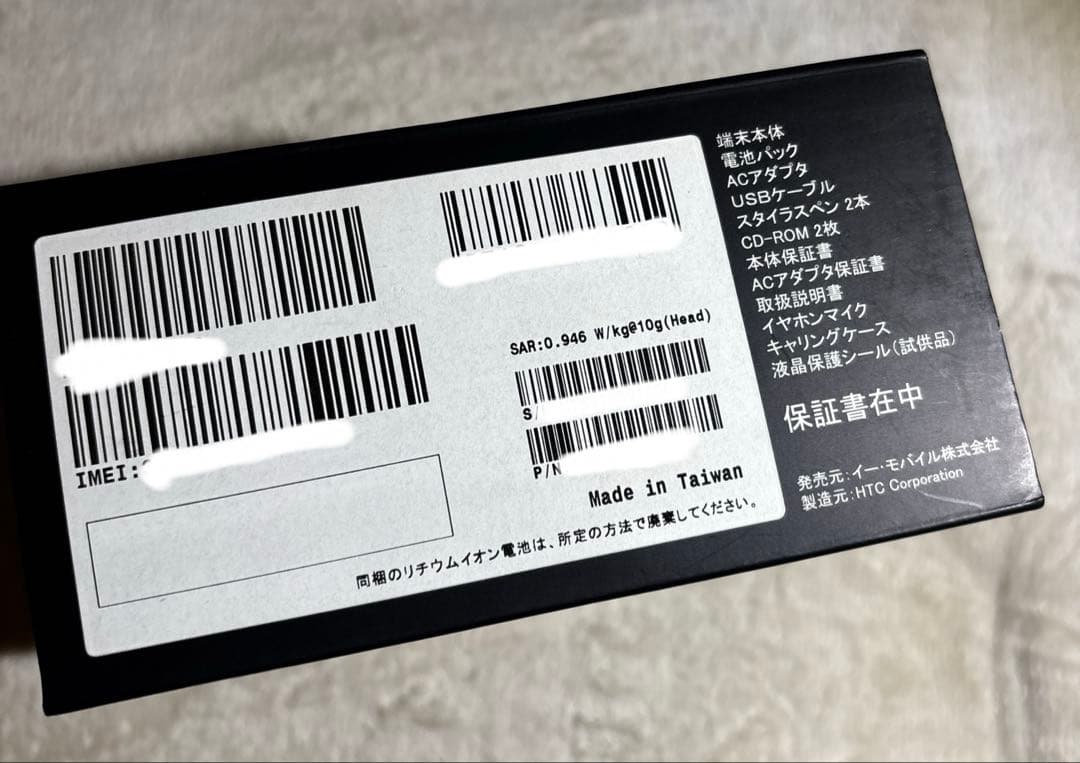 SAR:0.946 W/kg@10g(Head)
S/
IMEI:
P/N
Made in Taiwan
同梱のリチウムイオン電池は、所定の方法で廃棄してください。
端末本体
電池パック
ACアダプタ
USBケーブル
スタイラスペン 2本
CD-ROM 2枚
本体保証書
ACアダプタ保証書
取扱説明書
イヤホンマイク
キャリングケース
液晶保護シール(試供品)
保証書在中
発売元:イー・モバイル株式会社
製造元:HTC Corporation